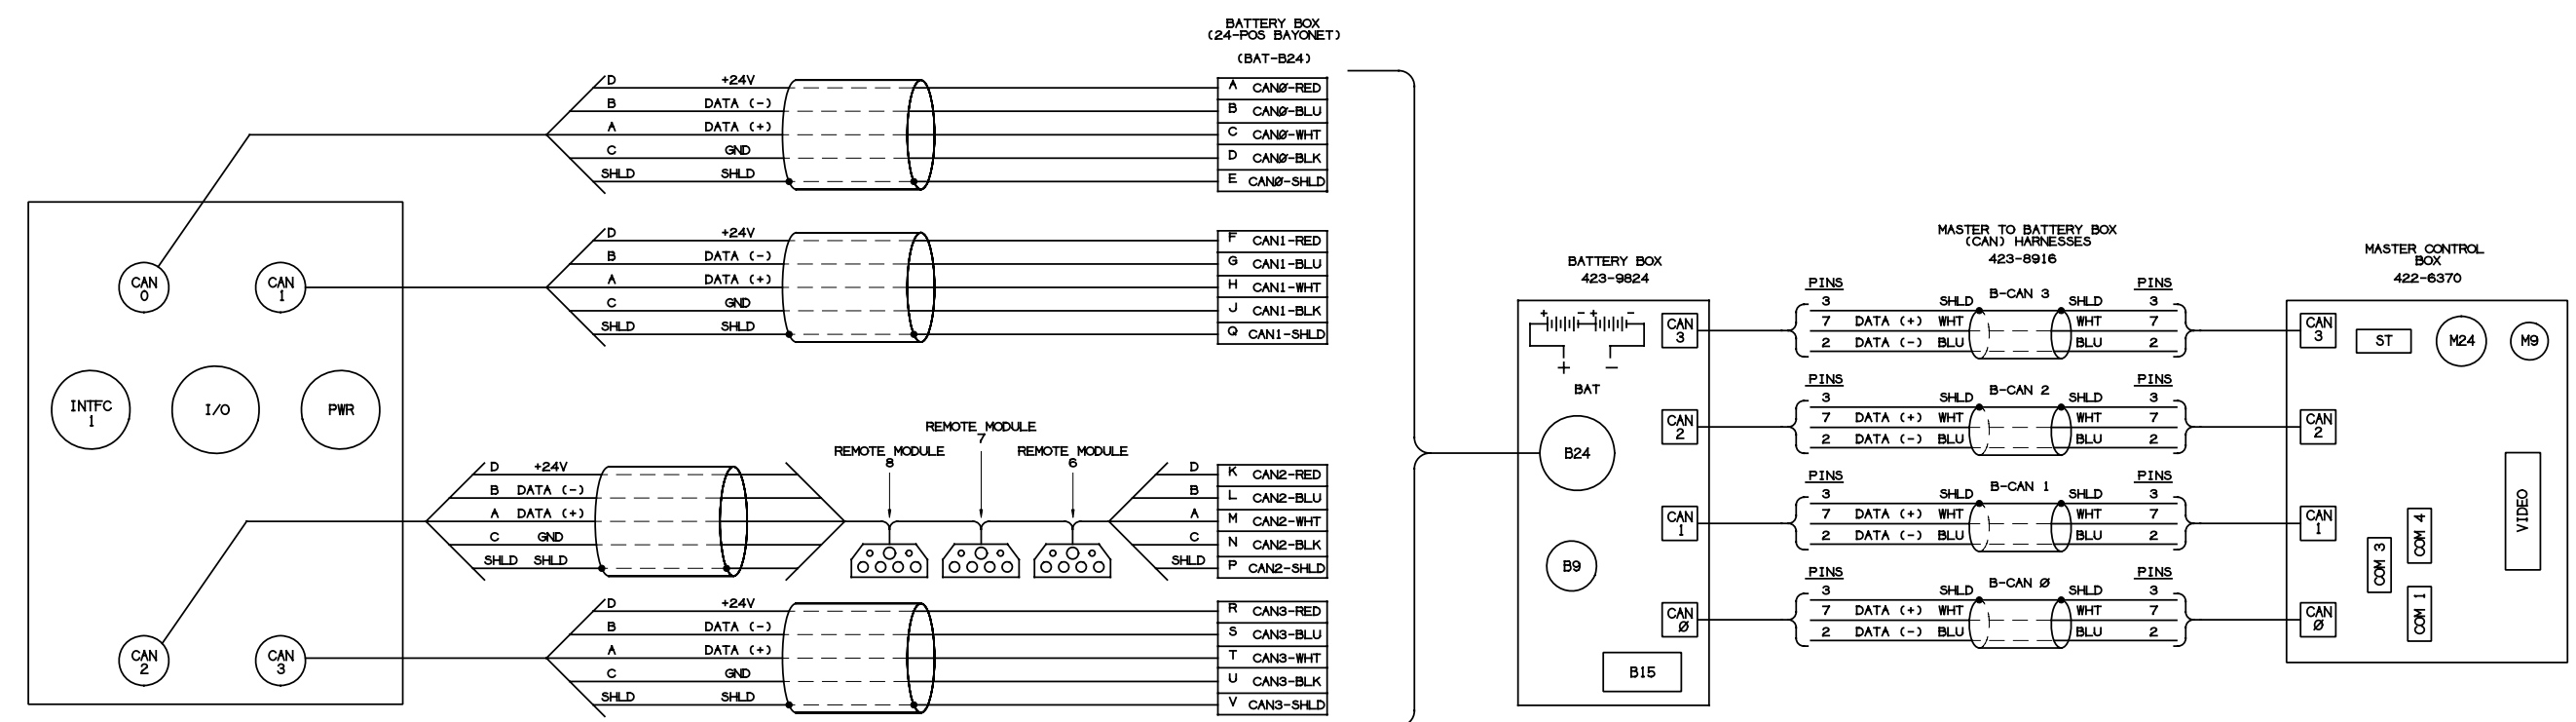 BATTERY BOX
(24-POS BAYONET)
(BAT-B24)
D +24V A CANØ-RED
B DATA (-) B CANØ-BLU
A DATA (+) C CANØ-WHT
C GND D CANØ-BLK
SHLD SHLD E CANØ-SHLD
D +24V F CAN1-RED
B DATA (-) G CAN1-BLU
A DATA (+) H CAN1-WHT
C GND J CAN1-BLK
SHLD SHLD Q CAN1-SHLD
CAN
0
CAN
1
INTFC
1
I/O
PWR
CAN
2
CAN
3
REMOTE MODULE
8
REMOTE MODULE
7
REMOTE MODULE
6
D +24V D K CAN2-RED
B DATA (-) B L CAN2-BLU
A DATA (+) A M CAN2-WHT
C GND C N CAN2-BLK
SHLD SHLD SHLD P CAN2-SHLD
D +24V R CAN3-RED
B DATA (-) S CAN3-BLU
A DATA (+) T CAN3-WHT
C GND U CAN3-BLK
SHLD SHLD V CAN3-SHLD
BATTERY BOX
423-9824
+ - + -
+ -
BAT
B24
B9
B15
CAN
3
CAN
2
CAN
1
CAN
Ø
MASTER TO BATTERY BOX
(CAN) HARNESSES
423-8916
PINS B-CAN 3 PINS
3 SHLD SHLD 3
7 DATA (+) WHT WHT 7
2 DATA (-) BLU BLU 2
PINS B-CAN 2 PINS
3 SHLD SHLD 3
7 DATA (+) WHT WHT 7
2 DATA (-) BLU BLU 2
PINS B-CAN 1 PINS
3 SHLD SHLD 3
7 DATA (+) WHT WHT 7
2 DATA (-) BLU BLU 2
PINS B-CAN Ø PINS
3 SHLD SHLD 3
7 DATA (+) WHT WHT 7
2 DATA (-) BLU BLU 2
MASTER CONTROL
BOX
422-6370
CAN
3
CAN
2
CAN
1
CAN
Ø
ST
M24
M9
VIDEO
COM 4
COM 3
COM 1